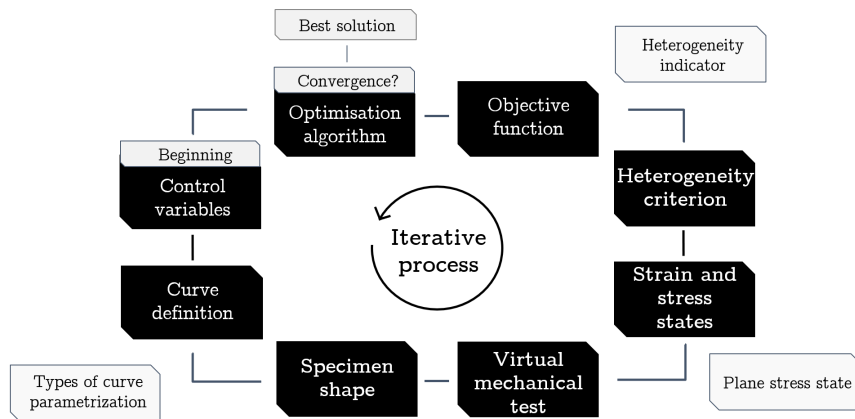 Best solution
Convergence?
Optimisation
algorithm
Objective
function
Heterogeneity
indicator
Beginning
Control
variables
Heterogeneity
criterion
Iterative
process
Curve
definition
Strain and
stress
states
Specimen
shape
Virtual
mechanical
test
Types of curve
parametrization
Plane stress state